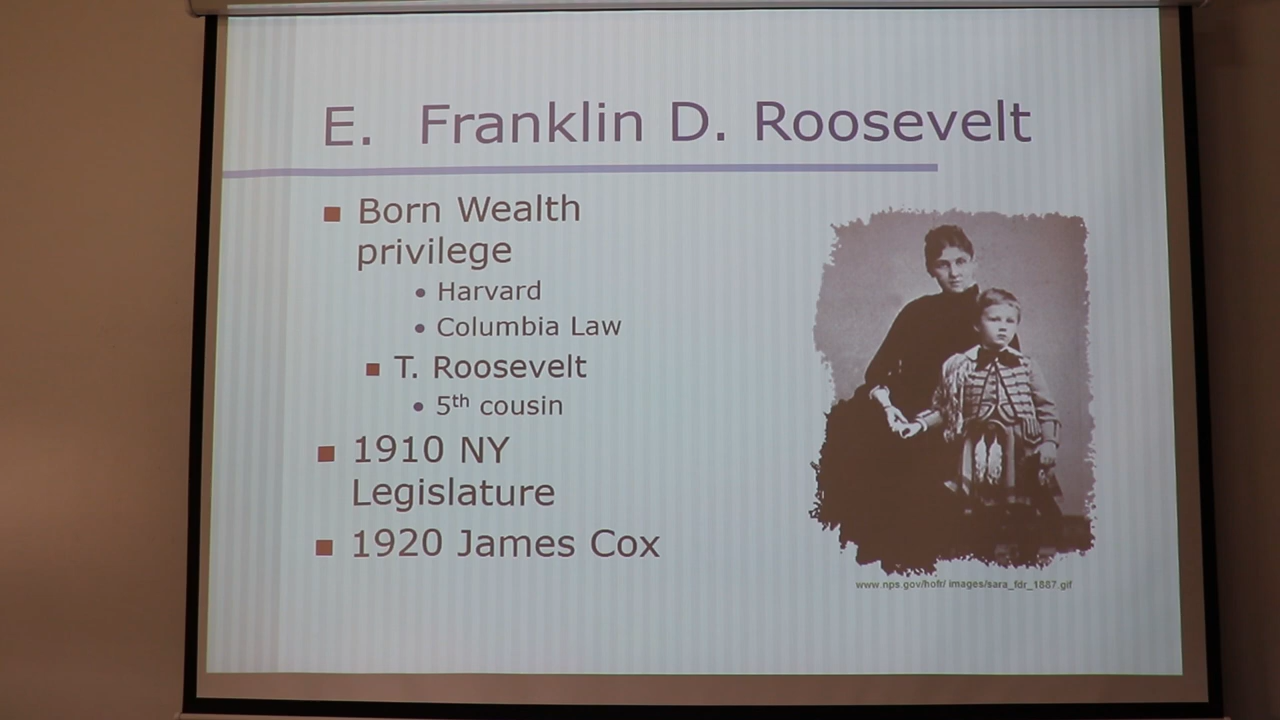 E. Franklin D. Roosevelt
Born Wealth
privilege
Harvard
Columbia Law
T. Roosevelt
5th cousin
1910 NY
Legislature
1920 James Cox
www.nps.gov/hofr/ images/sara_fdr_1887.gif